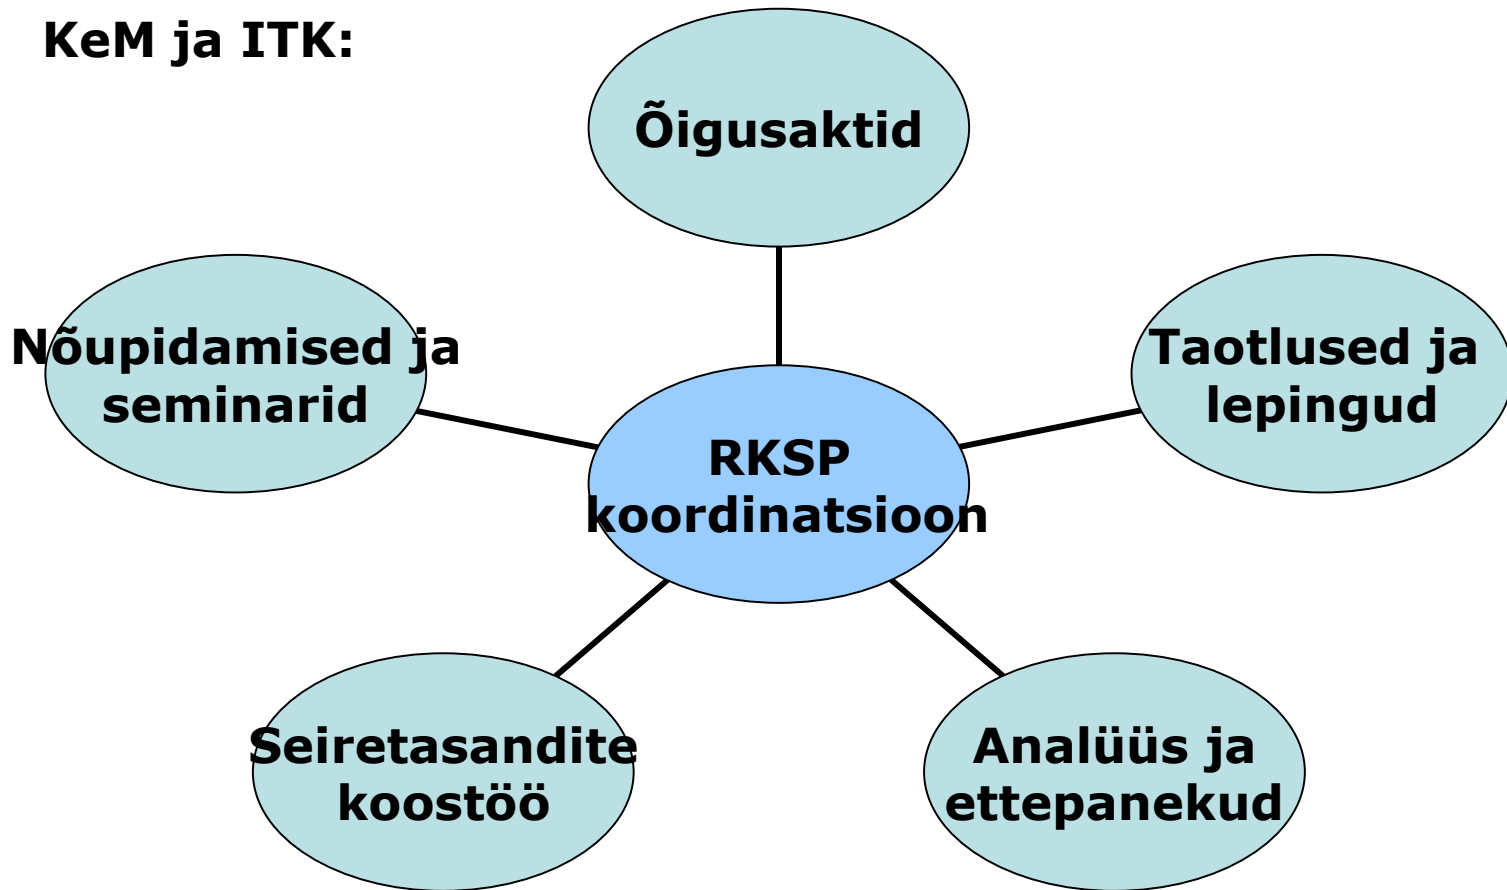 KeM ja ITK:
Õigusaktid
Nõupidamised ja
seminarid
Taotlused ja
lepingud
RKSP
koordinatsioon
Seiretasandite
koostöö
Analüüs ja
ettepanekud